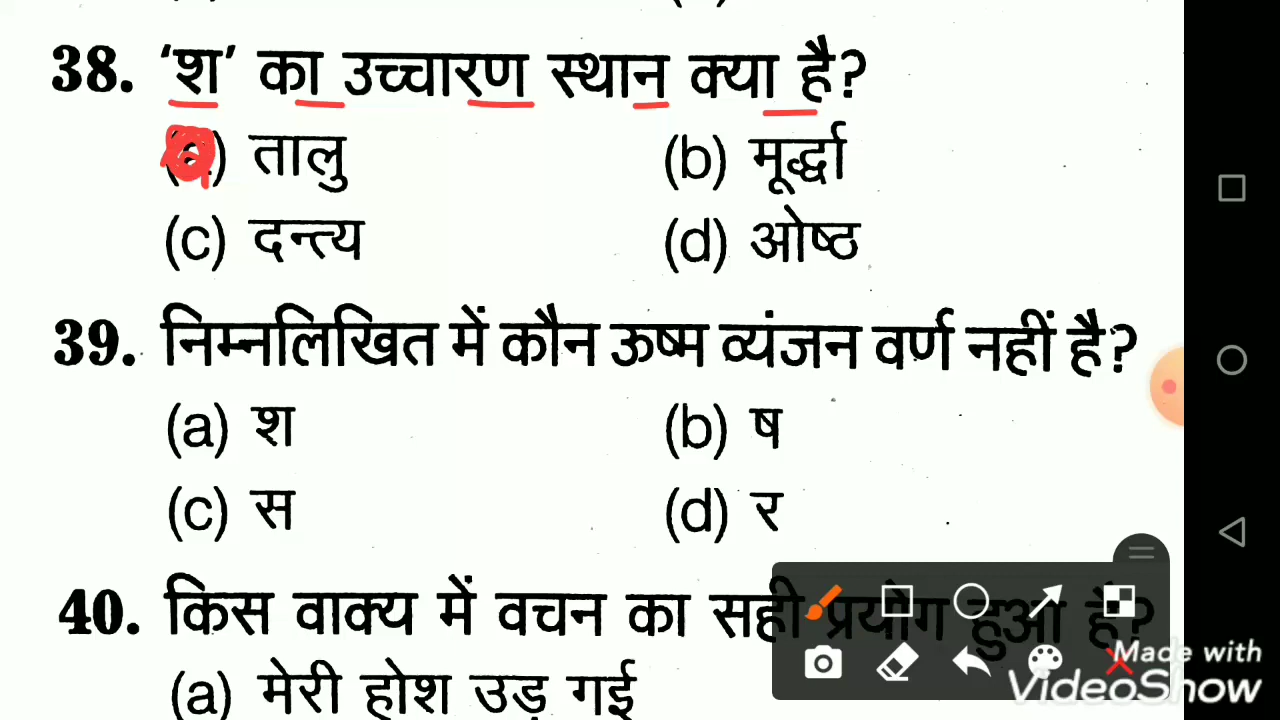 38. 'श' का उच्चारण स्थान क्या है?
(a) तालु (b) मूर्द्धा
(c) दन्त्य (d) ओष्ठ
39. निम्नलिखित में कौन ऊष्म व्यंजन वर्ण नहीं है?
(a) श (b) ष
(c) स (d) र
40. किस वाक्य में वचन का सही प्रयोग हुआ है?
(a) मेरी होश उड़ गई
Made with
VideoShow